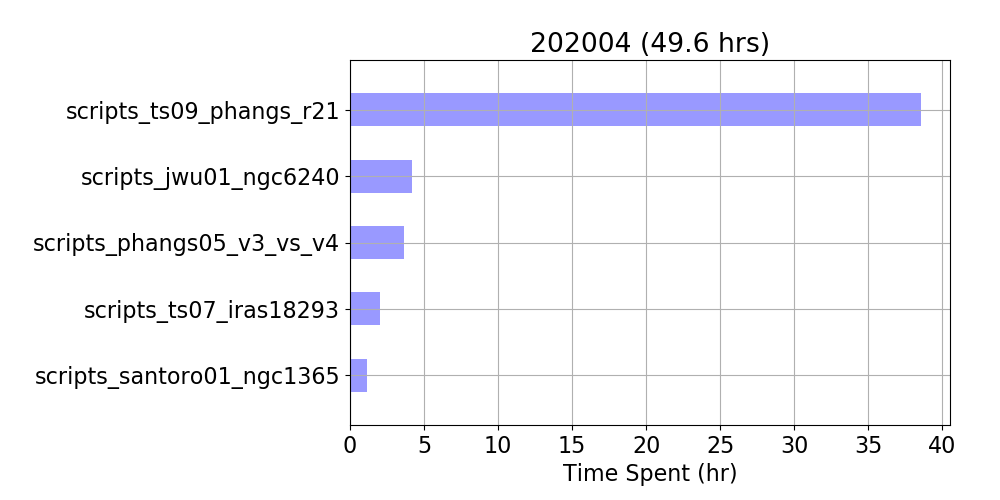 202004 (49.6 hrs)
scripts_ts09_phangs_r21
scripts_jwu01_ngc6240
scripts_phangs05_v3_vs_v4
scripts_ts07_iras18293
scripts_santoro01_ngc1365
0 5 10 15 20 25 30 35 40
Time Spent (hr)